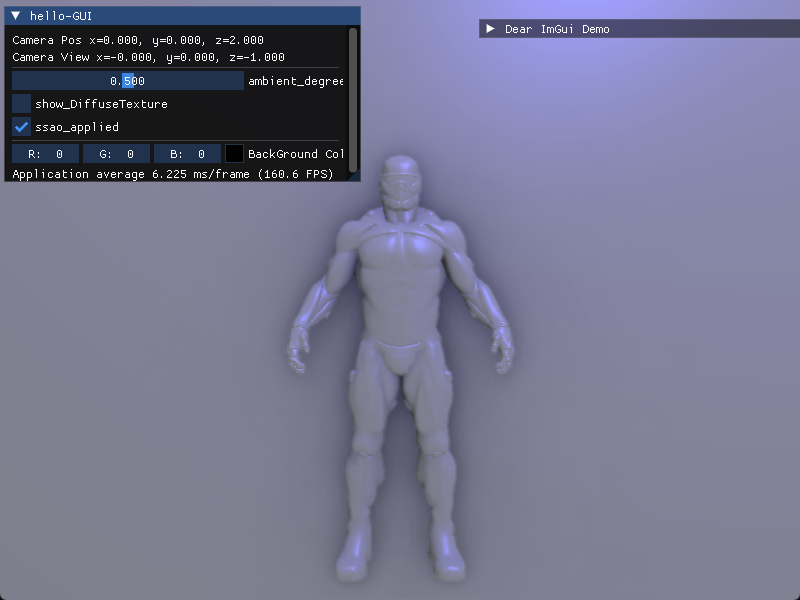 hello-GUI
Dear ImGui Demo
Camera Pos x=0.000, y=0.000, z=2.000
Camera View x=-0.000, y=0.000, z=-1.000
0.500 ambient_degree
show_DiffuseTexture
ssao_applied
R: 0 G: 0 B: 0 BackGround Col
Application average 6.225 ms/frame (160.6 FPS)